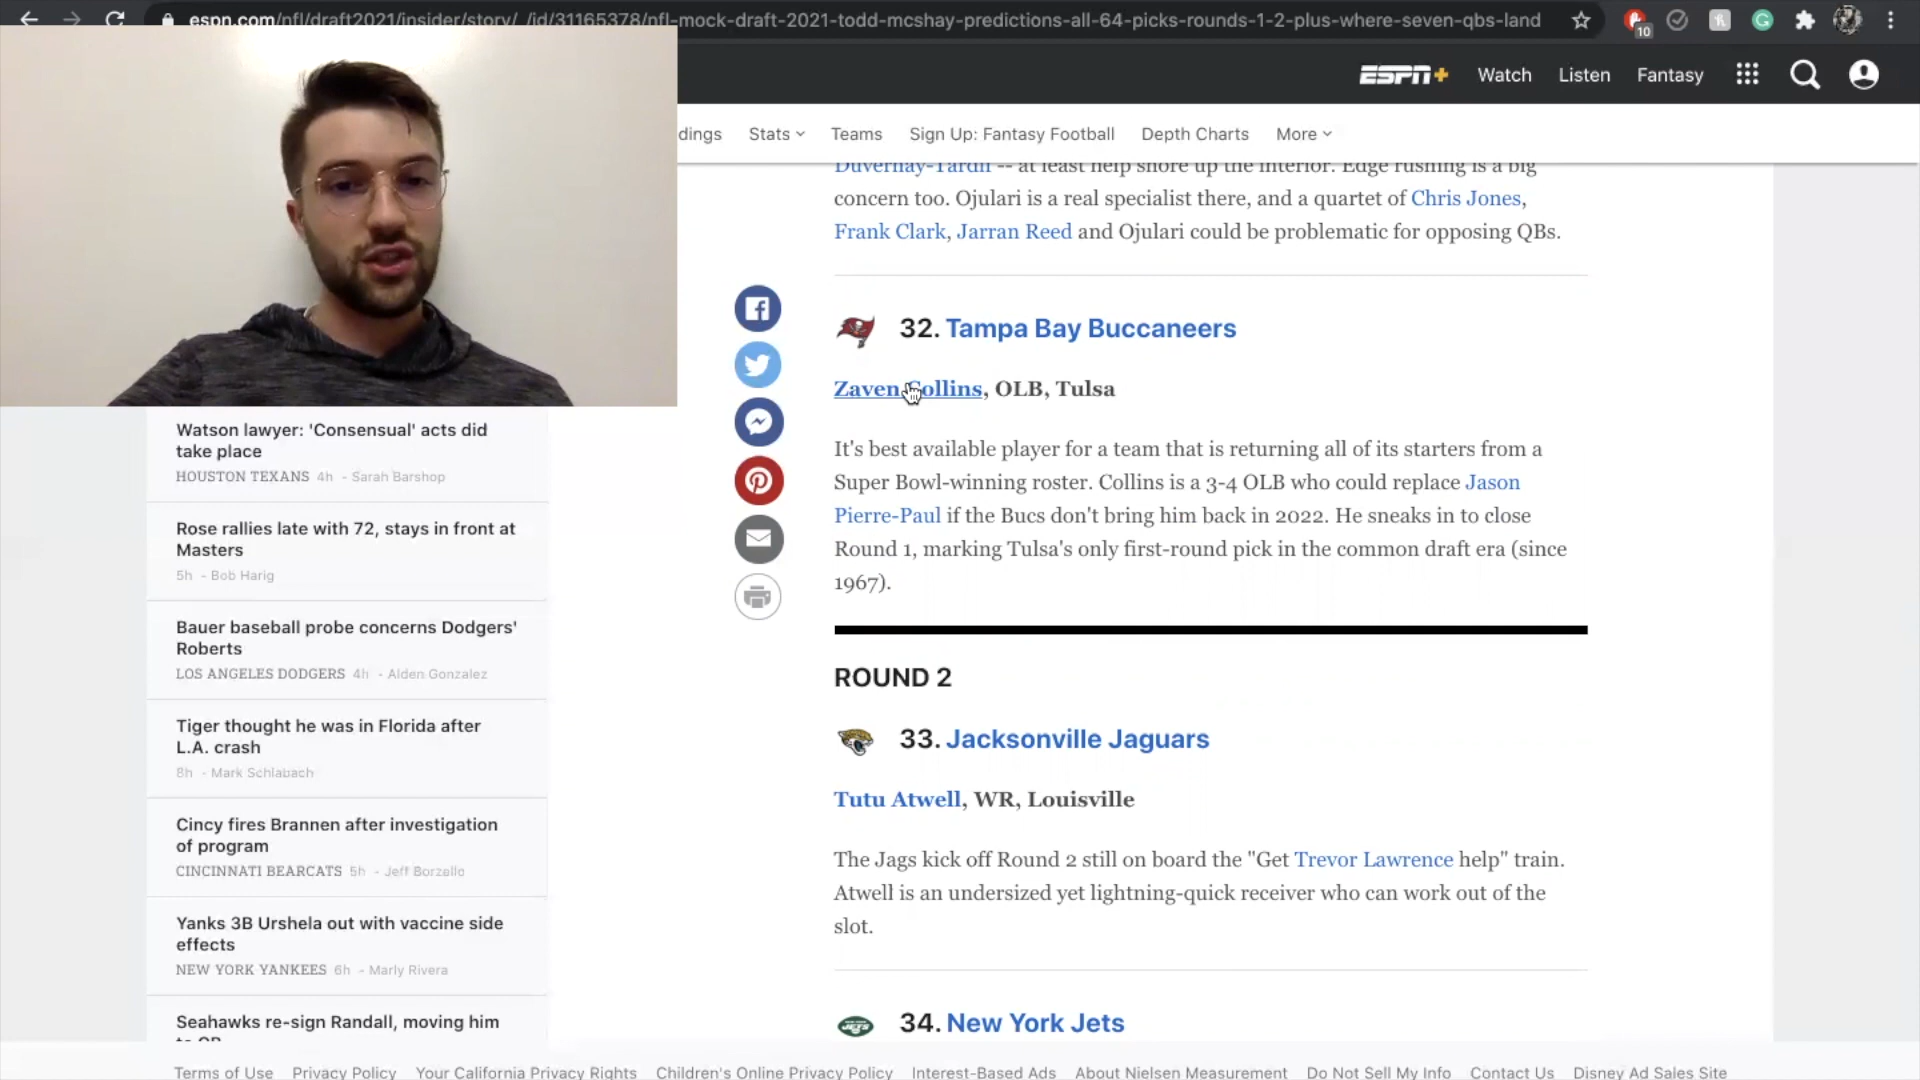 espn.com/nfl/draft2021/insider/story/_/id/31165378/nfl-mock-draft-2021-todd-mcshay-predictions-all-64-picks-rounds-1-2-plus-where-seven-qbs-land
10
ESPN+ Watch Listen Fantasy
dings Stats Teams Sign Up: Fantasy Football Depth Charts More
Duvernay-Tardif -- at least help shore up the interior. Edge rushing is a big
concern too. Ojulari is a real specialist there, and a quartet of Chris Jones,
Frank Clark, Jarran Reed and Ojulari could be problematic for opposing QBs.
32. Tampa Bay Buccaneers
Zaven Collins, OLB, Tulsa
It's best available player for a team that is returning all of its starters from a
Super Bowl-winning roster. Collins is a 3-4 OLB who could replace Jason
Pierre-Paul if the Bucs don't bring him back in 2022. He sneaks in to close
Round 1, marking Tulsa's only first-round pick in the common draft era (since
1967).
ROUND 2
33. Jacksonville Jaguars
Tutu Atwell, WR, Louisville
The Jags kick off Round 2 still on board the "Get Trevor Lawrence help" train.
Atwell is an undersized yet lightning-quick receiver who can work out of the
slot.
JETS
34. New York Jets
Watson lawyer: 'Consensual' acts did
take place
HOUSTON TEXANS 4h - Sarah Barshop
Rose rallies late with 72, stays in front at
Masters
5h - Bob Harig
Bauer baseball probe concerns Dodgers'
Roberts
LOS ANGELES DODGERS 4h - Alden Gonzalez
Tiger thought he was in Florida after
L.A. crash
8h - Mark Schlabach
Cincy fires Brannen after investigation
of program
CINCINNATI BEARCATS 5h - Jeff Borzello
Yanks 3B Urshela out with vaccine side
effects
NEW YORK YANKEES 6h - Marly Rivera
Seahawks re-sign Randall, moving him
to CB
Terms of Use Privacy Policy Your California Privacy Rights Children's Online Privacy Policy Interest-Based Ads About Nielsen Measurement Do Not Sell My Info Contact Us Disney Ad Sales Site